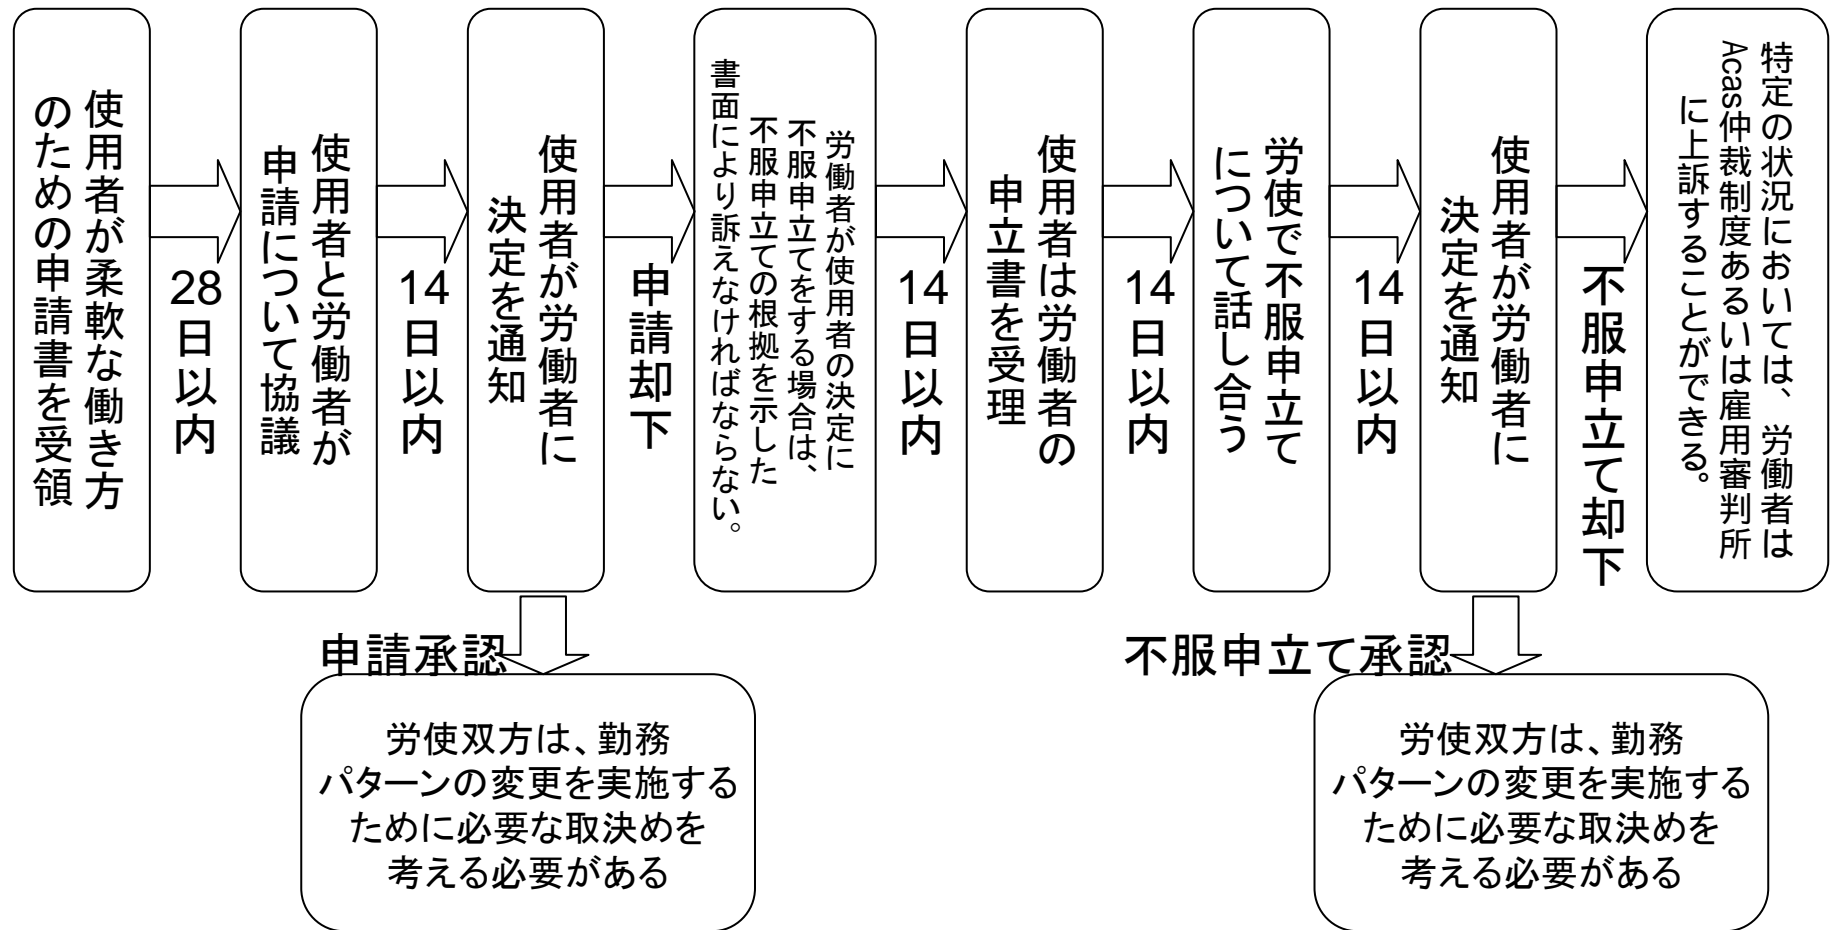 使用者が柔軟な働き方
のための申請書を受領
28
日
以
内
使用者と労働者が
申請について協議
14
日
以
内
使用者が労働者に
決定を通知
申
請
却
下
労働者が使用者の決定に
不服申立てをする場合は、
不服申立ての根拠を示した
書面により訴えなければならない。
14
日
以
内
使用者は労働者の
申立書を受理
14
日
以
内
労使で不服申立て
について話し合う
14
日
以
内
使用者が労働者に
決定を通知
不
服
申
立
て
却
下
特定の状況においては、労働者は
Acas仲裁制度あるいは雇用審判所
に上訴することができる。
申請承認
労使双方は、勤務
パターンの変更を実施する
ために必要な取決めを
考える必要がある
不服申立て承認
労使双方は、勤務
パターンの変更を実施する
ために必要な取決めを
考える必要がある